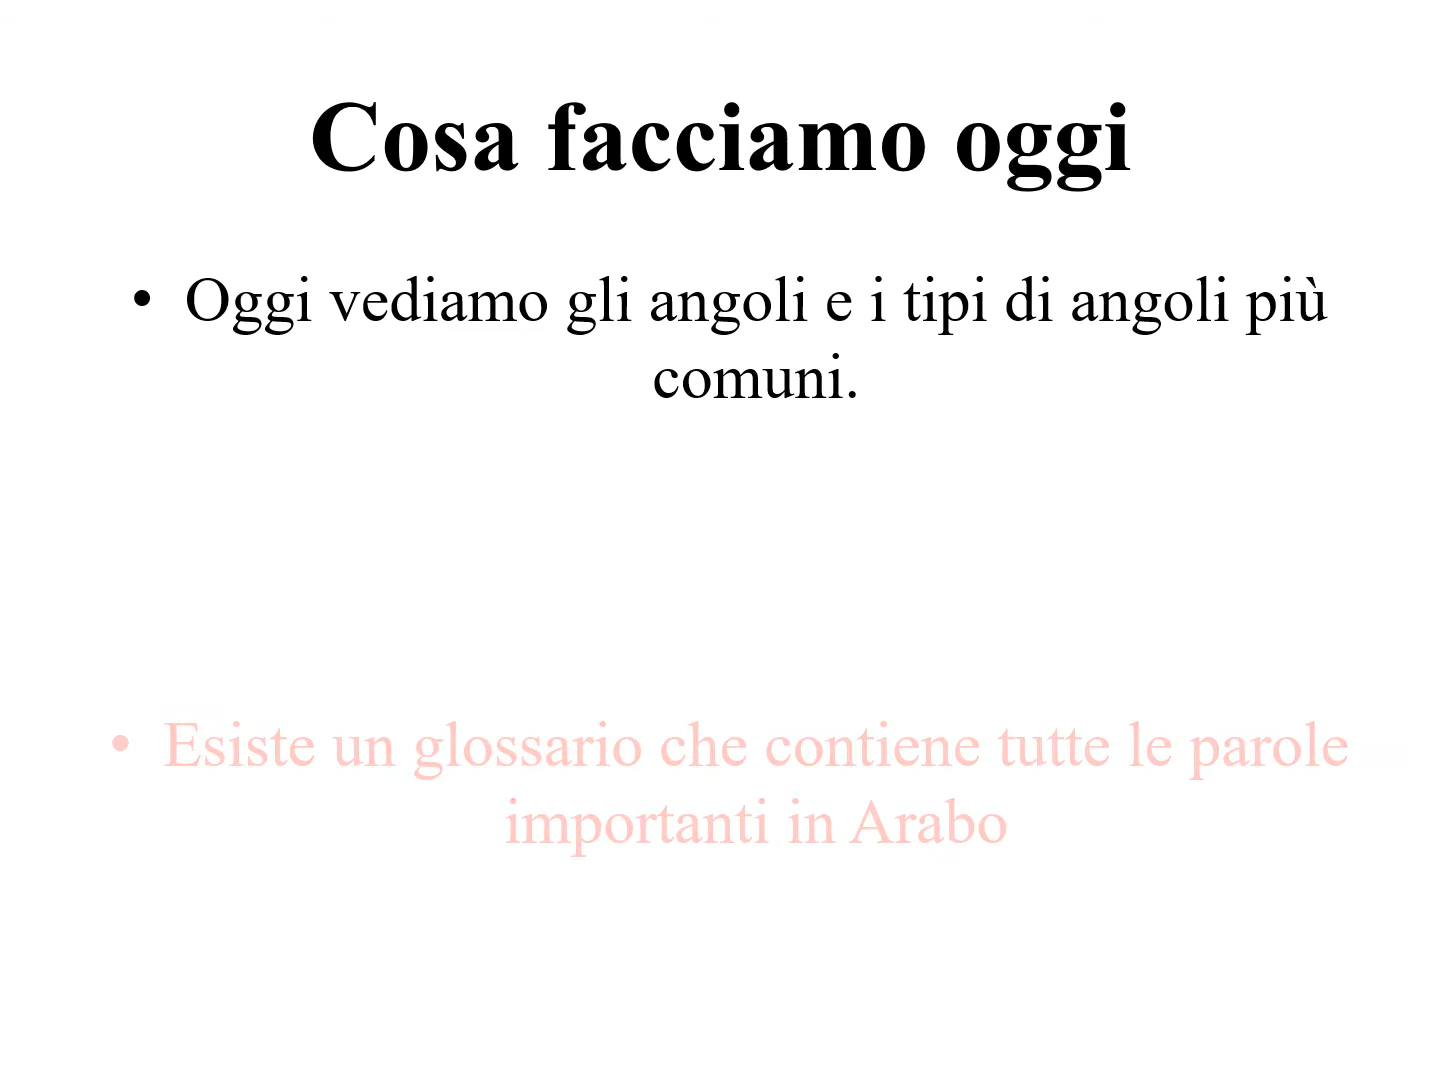 Cosa facciamo oggi
• Oggi vediamo gli angoli e i tipi di angoli più
comuni.
• Esiste un glossario che contiene tutte le parole
importanti in Arabo